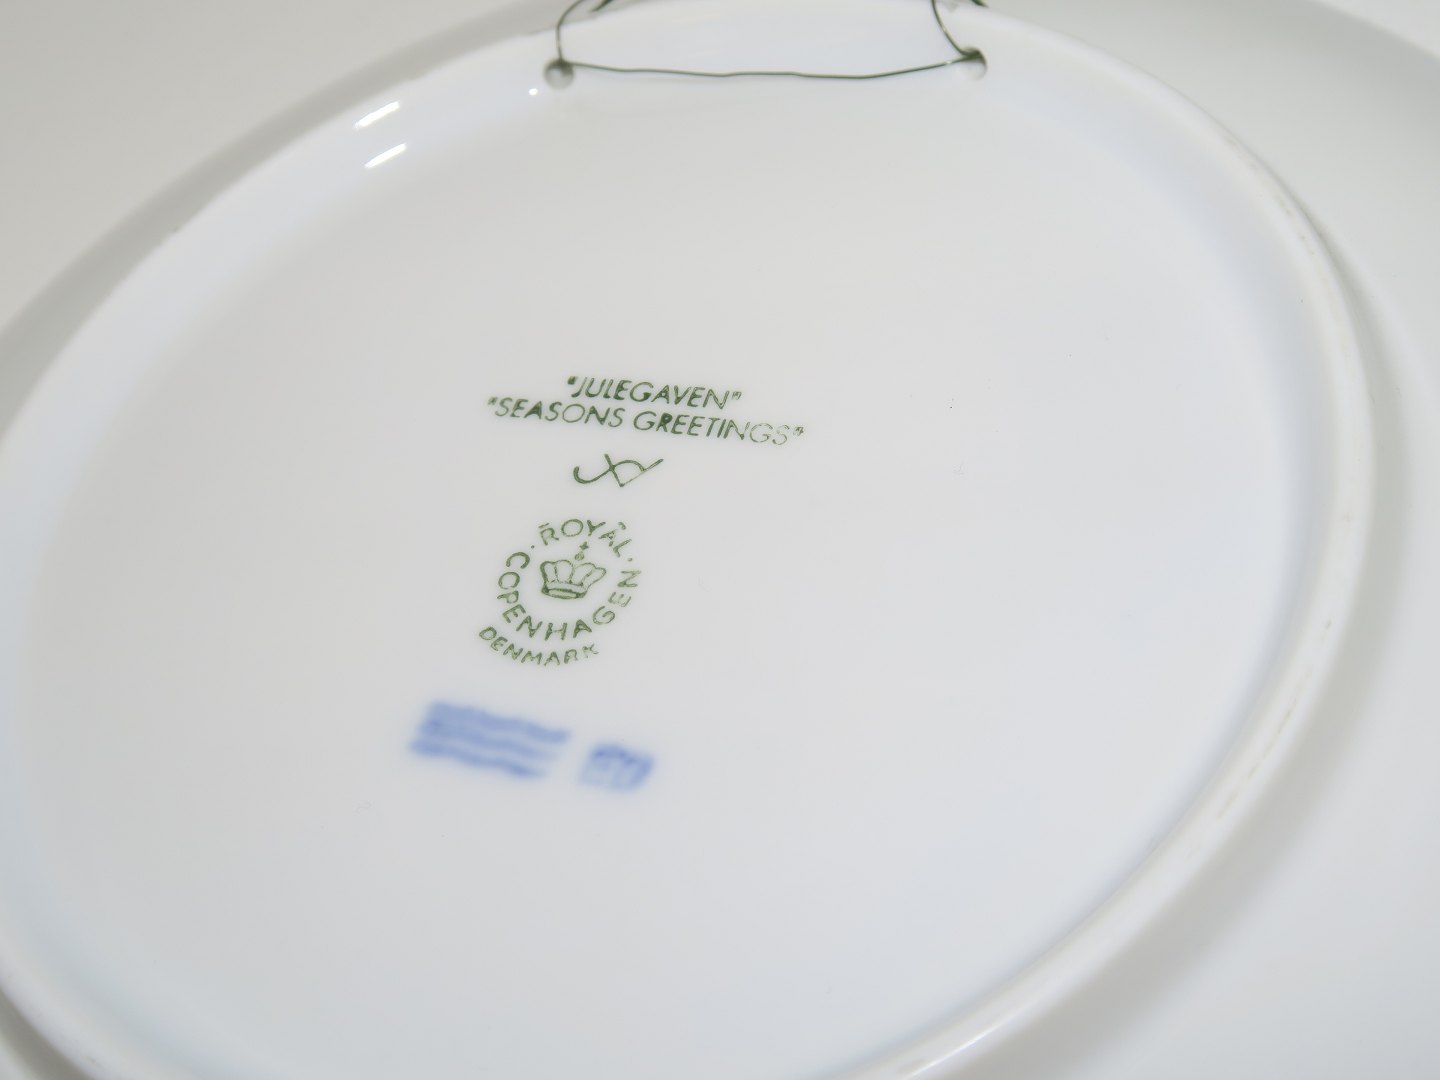 "JULEGAVEN"
"SEASONS GREETINGS"
ROYAL
COPENHAGEN
DENMARK